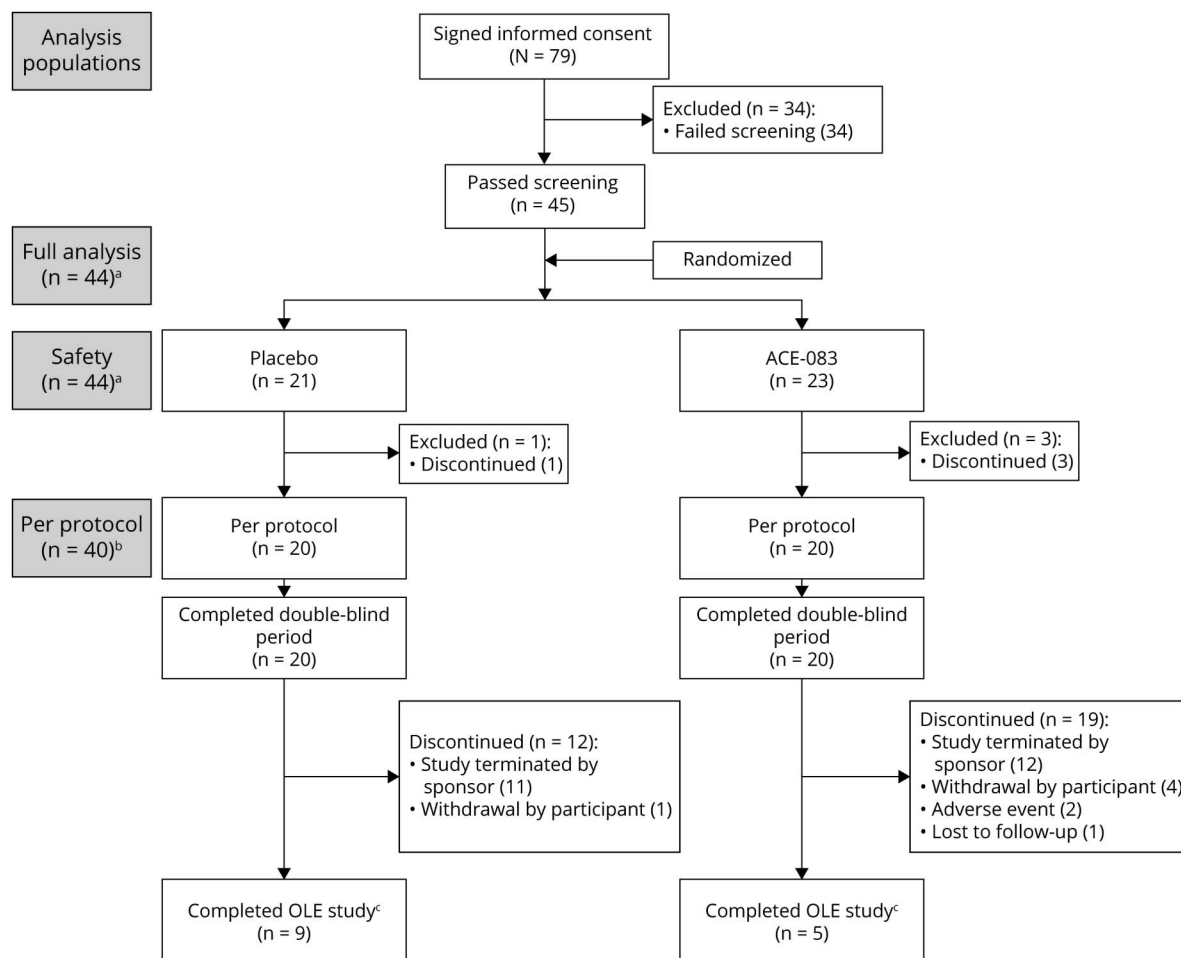 Analysis
populations
Signed informed consent
(N = 79)
Excluded (n = 34):
• Failed screening (34)
Passed screening
(n = 45)
Full analysis
(n = 44)ᵃ
Randomized
Safety
(n = 44)ᵃ
Placebo
(n = 21)
ACE-083
(n = 23)
Excluded (n = 1):
• Discontinued (1)
Excluded (n = 3):
• Discontinued (3)
Per protocol
(n = 40)ᵇ
Per protocol
(n = 20)
Per protocol
(n = 20)
Completed double-blind
period
(n = 20)
Completed double-blind
period
(n = 20)
Discontinued (n = 12):
• Study terminated by
sponsor (11)
• Withdrawal by participant (1)
Discontinued (n = 19):
• Study terminated by
sponsor (12)
• Withdrawal by participant (4)
• Adverse event (2)
• Lost to follow-up (1)
Completed OLE studyᶜ
(n = 9)
Completed OLE studyᶜ
(n = 5)